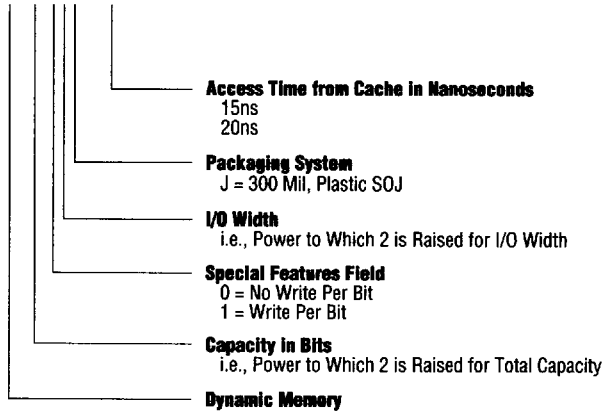 Access Time from Cache in Nanoseconds
15ns
20ns
Packaging System
J = 300 Mil, Plastic SOJ
I/O Width
i.e., Power to Which 2 is Raised for I/O Width
Special Features Field
0 = No Write Per Bit
1 = Write Per Bit
Capacity in Bits
i.e., Power to Which 2 is Raised for Total Capacity
Dynamic Memory